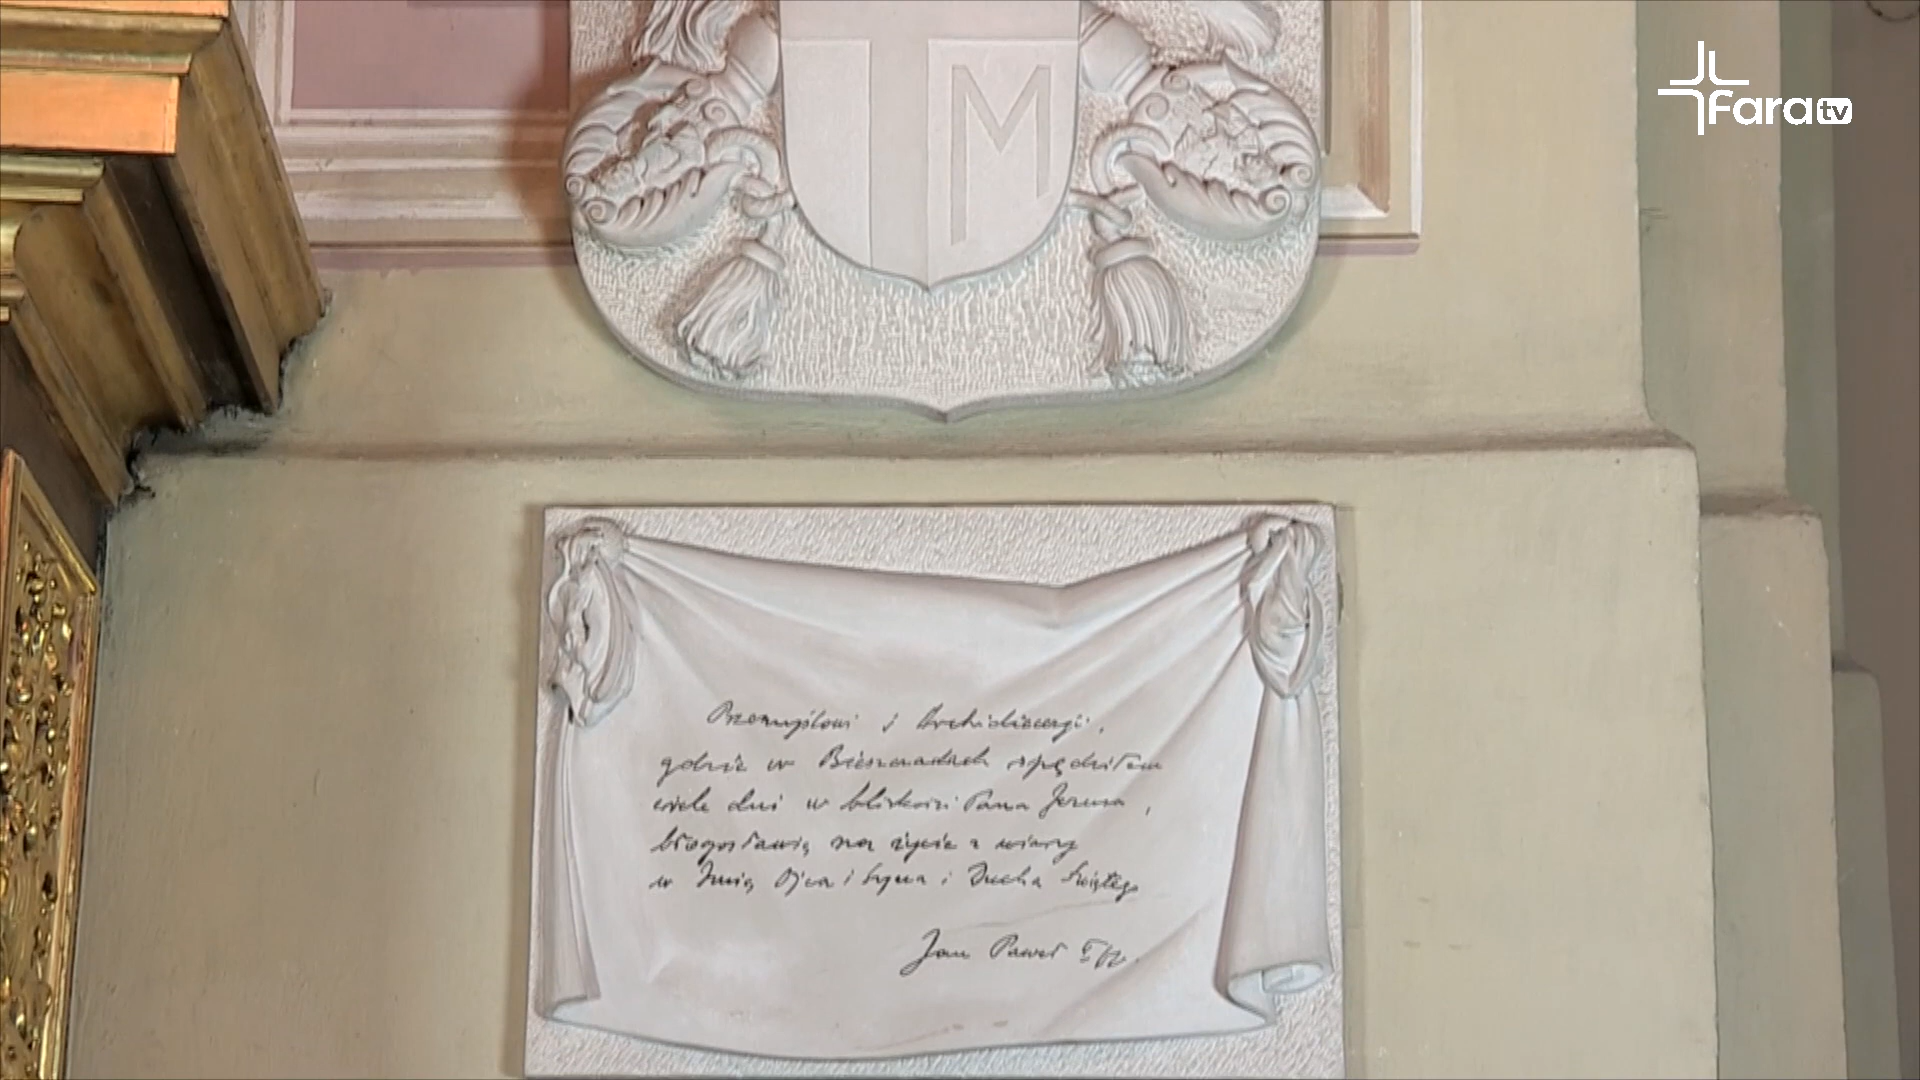 Fara tv
M
Przemyślowi i Archidiecezji,
gdzie w Bieszczadach spędziłem
wiele dni w bliskości Pana Jezusa,
błogosławię na życie z wiary
w Imię Ojca i Syna i Ducha Świętego
Jan Paweł II